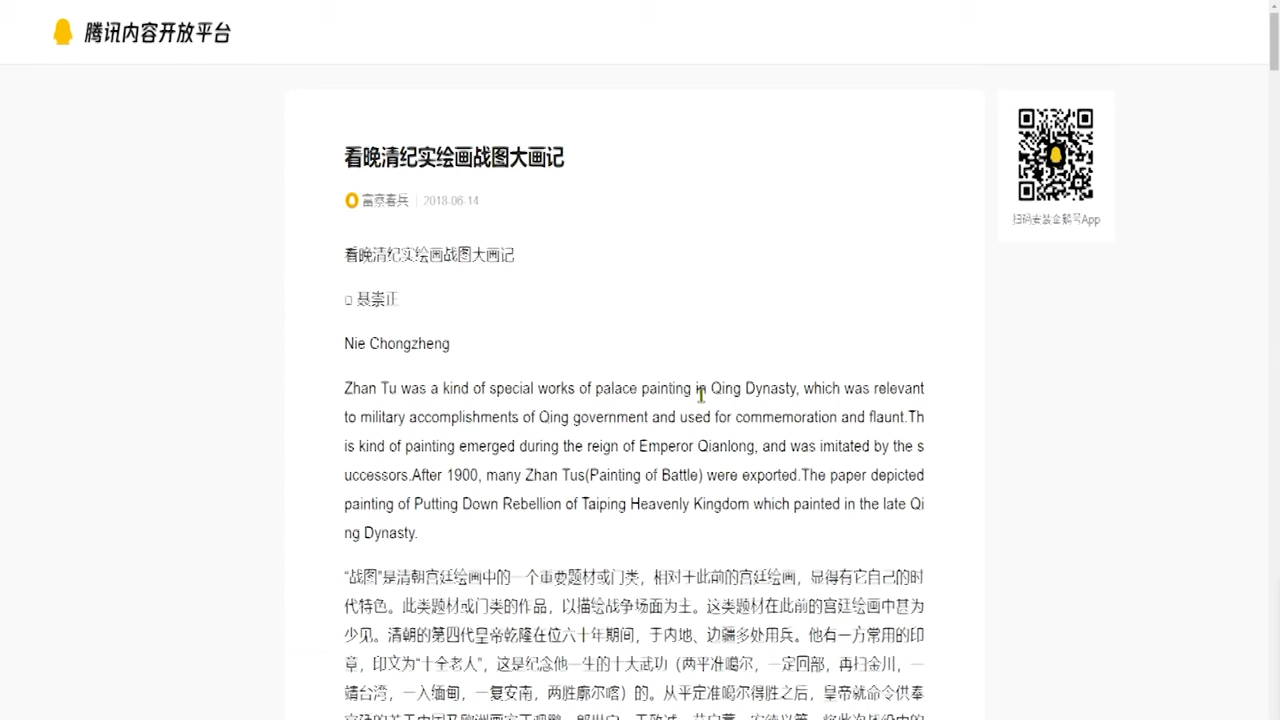 腾讯内容开放平台
看晚清纪实绘画战图大画记
富察春兵 2018-06-14
扫码安装企鹅号App
看晚清纪实绘画战图大画记
□ 聂崇正
Nie Chongzheng
Zhan Tu was a kind of special works of palace painting in Qing Dynasty, which was relevant
to military accomplishments of Qing government and used for commemoration and flaunt.Th
is kind of painting emerged during the reign of Emperor Qianlong, and was imitated by the s
uccessors.After 1900, many Zhan Tus(Painting of Battle) were exported.The paper depicted
painting of Putting Down Rebellion of Taiping Heavenly Kingdom which painted in the late Qi
ng Dynasty.
“战图”是清朝宫廷绘画中的一个重要题材或门类，相对于此前的宫廷绘画，显得有它自己的时
代特色。此类题材或门类的作品，以描绘战争场面为主。这类题材在此前的宫廷绘画中甚为
少见。清朝的第四代皇帝乾隆在位六十年期间，于内地、边疆多处用兵。他有一方常用的印
章，印文为“十全老人”，这是纪念他一生的十大武功（两平准噶尔，一定回部，再扫金川，一
靖台湾，一入缅甸，一复安南，两胜廓尔喀）的。从平定准噶尔得胜之后，皇帝就命令供奉